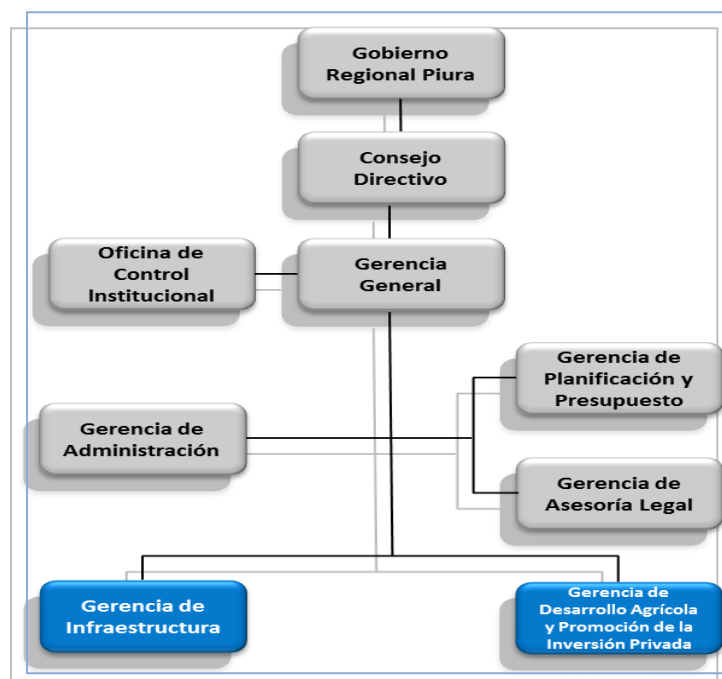 Gobierno
Regional Piura
Consejo
Directivo
Oficina de
Control
Institucional
Gerencia
General
Gerencia de
Planificación y
Presupuesto
Gerencia de
Administración
Gerencia de
Asesoría Legal
Gerencia de
Infraestructura
Gerencia de
Desarrollo Agrícola
y Promoción de la
Inversión Privada